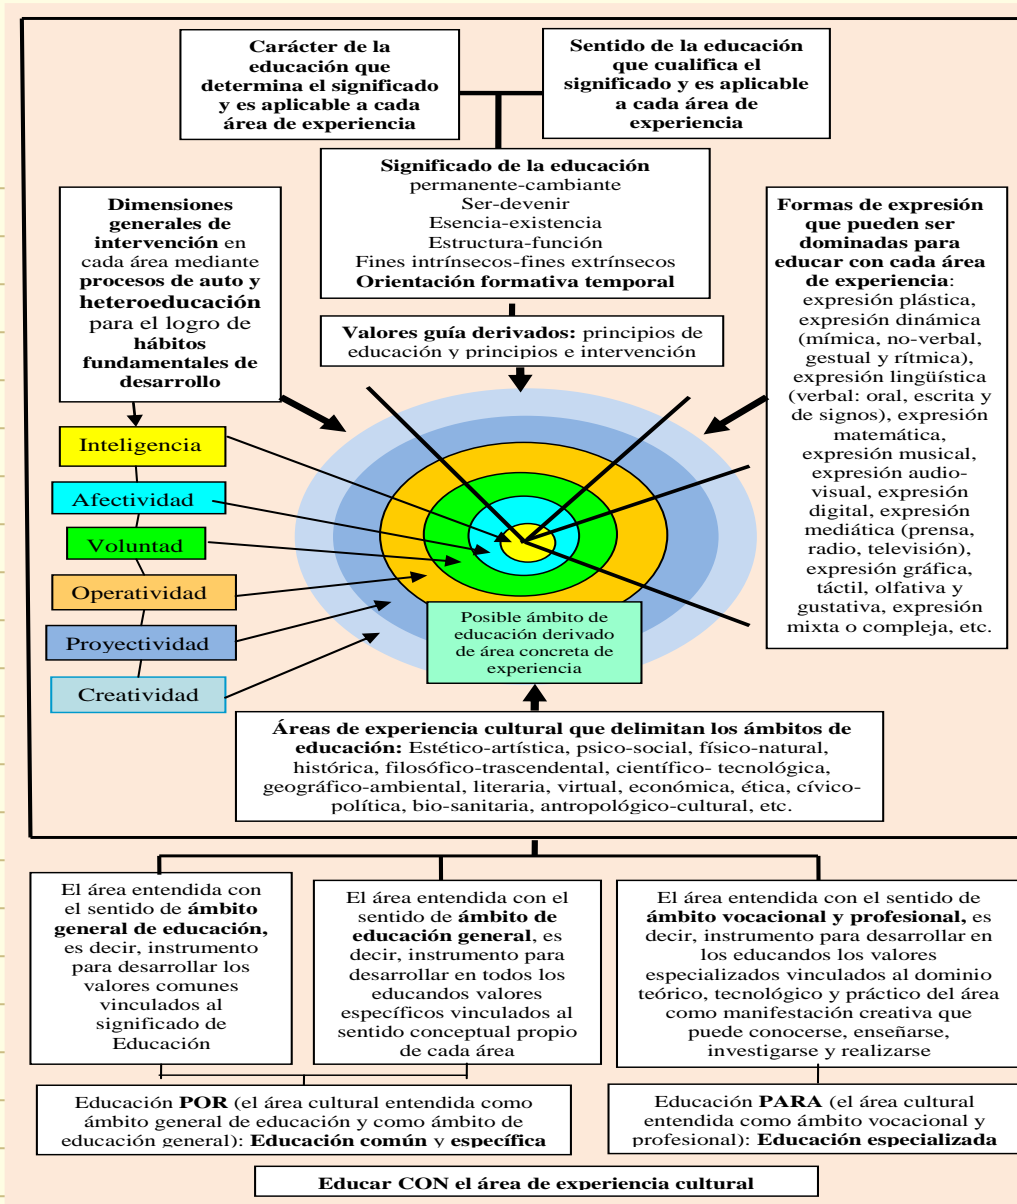 Carácter de la
educación que
determina el significado
y es aplicable a cada
área de experiencia
Sentido de la educación
que cualifica el
significado y es aplicable
a cada área de
experiencia
Significado de la educación
permanente-cambiante
Ser-devenir
Esencia-existencia
Estructura-función
Fines intrínsecos-fines extrínsecos
Orientación formativa temporal
Dimensiones
generales de
intervención en
cada área mediante
procesos de auto y
heteroeducación
para el logro de
hábitos
fundamentales de
desarrollo
Formas de expresión
que pueden ser
dominadas para
educar con cada área
de experiencia:
expresión plástica,
expresión dinámica
(mímica, no-verbal,
gestual y rítmica),
expresión lingüística
(verbal: oral, escrita y
de signos), expresión
matemática,
expresión musical,
expresión audio-
visual, expresión
digital, expresión
mediática (prensa,
radio, televisión),
expresión gráfica,
táctil, olfativa y
gustativa, expresión
mixta o compleja, etc.
Valores guía derivados: principios de
educación y principios e intervención
Inteligencia
Afectividad
Voluntad
Operatividad
Proyectividad
Creatividad
Posible ámbito de
educación derivado
de área concreta de
experiencia
Áreas de experiencia cultural que delimitan los ámbitos de
educación: Estético-artística, psico-social, físico-natural,
histórica, filosófico-trascendental, científico- tecnológica,
geográfico-ambiental, literaria, virtual, económica, ética, cívico-
política, bio-sanitaria, antropológico-cultural, etc.
El área entendida con
el sentido de ámbito
general de educación,
es decir, instrumento
para desarrollar los
valores comunes
vinculados al
significado de
Educación
El área entendida con el
sentido de ámbito de
educación general, es
decir, instrumento para
desarrollar en todos los
educandos valores
específicos vinculados al
sentido conceptual propio
de cada área
El área entendida con el sentido de
ámbito vocacional y profesional, es
decir, instrumento para desarrollar en
los educandos los valores
especializados vinculados al dominio
teórico, tecnológico y práctico del área
como manifestación creativa que
puede conocerse, enseñarse,
investigarse y realizarse
Educación POR (el área cultural entendida como
ámbito general de educación y como ámbito de
educación general): Educación común y específica
Educación PARA (el área cultural
entendida como ámbito vocacional y
profesional): Educación especializada
Educar CON el área de experiencia cultural